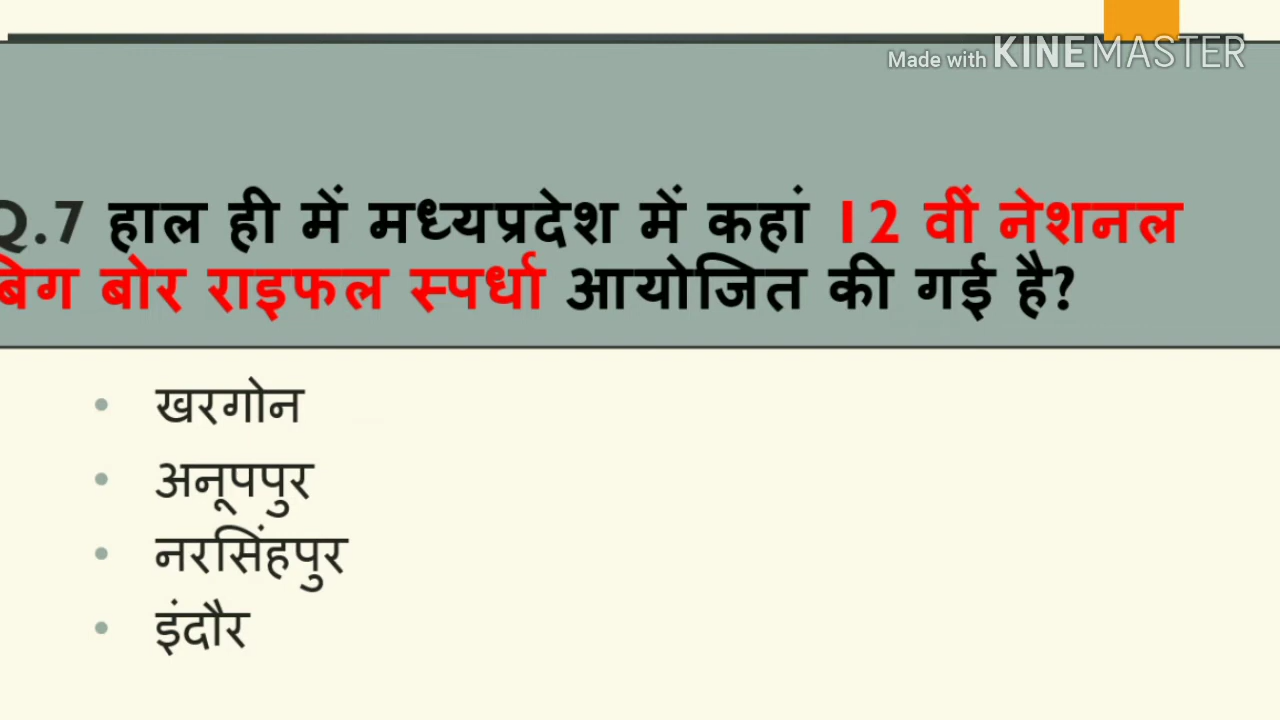 Made with KINEMASTER
Q.7 हाल ही में मध्यप्रदेश में कहां 12 वीं नेशनल
बिग बोर राइफल स्पर्धा आयोजित की गई है?
• खरगोन
• अनूपपुर
• नरसिंहपुर
• इंदौर